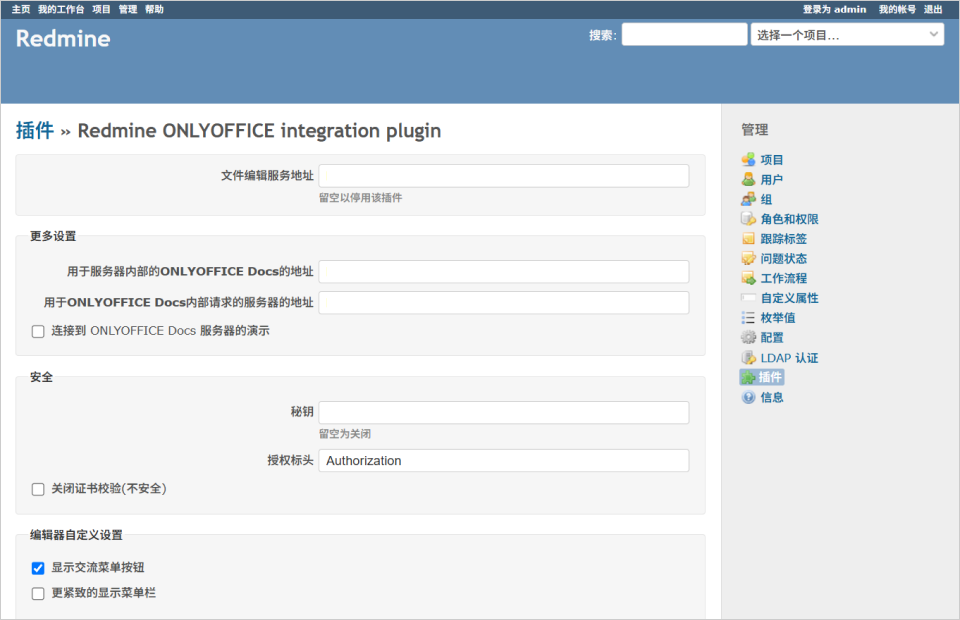 主页 我的工作台 项目 管理 帮助 登录为 admin 我的帐号 退出
Redmine 搜索: 选择一个项目...
插件 » Redmine ONLYOFFICE integration plugin
文件编辑服务地址
留空以停用该插件
更多设置
用于服务器内部的ONLYOFFICE Docs的地址
用于ONLYOFFICE Docs内部请求的服务器的地址
连接到 ONLYOFFICE Docs 服务器的演示
安全
秘钥
留空为关闭
授权标头 Authorization
关闭证书校验(不安全)
编辑器自定义设置
显示交流菜单按钮
更紧致的显示菜单栏
管理
项目
用户
组
角色和权限
跟踪标签
问题状态
工作流程
自定义属性
枚举值
配置
LDAP 认证
插件
信息